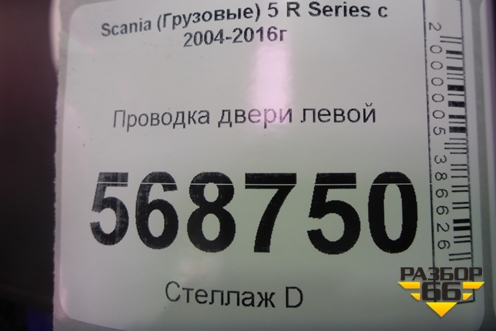 Scania (Грузовые) 5 R Series с
2004-2016г
Проводка двери левой
568750
Стеллаж D
2000005386626
РАЗБОР
66